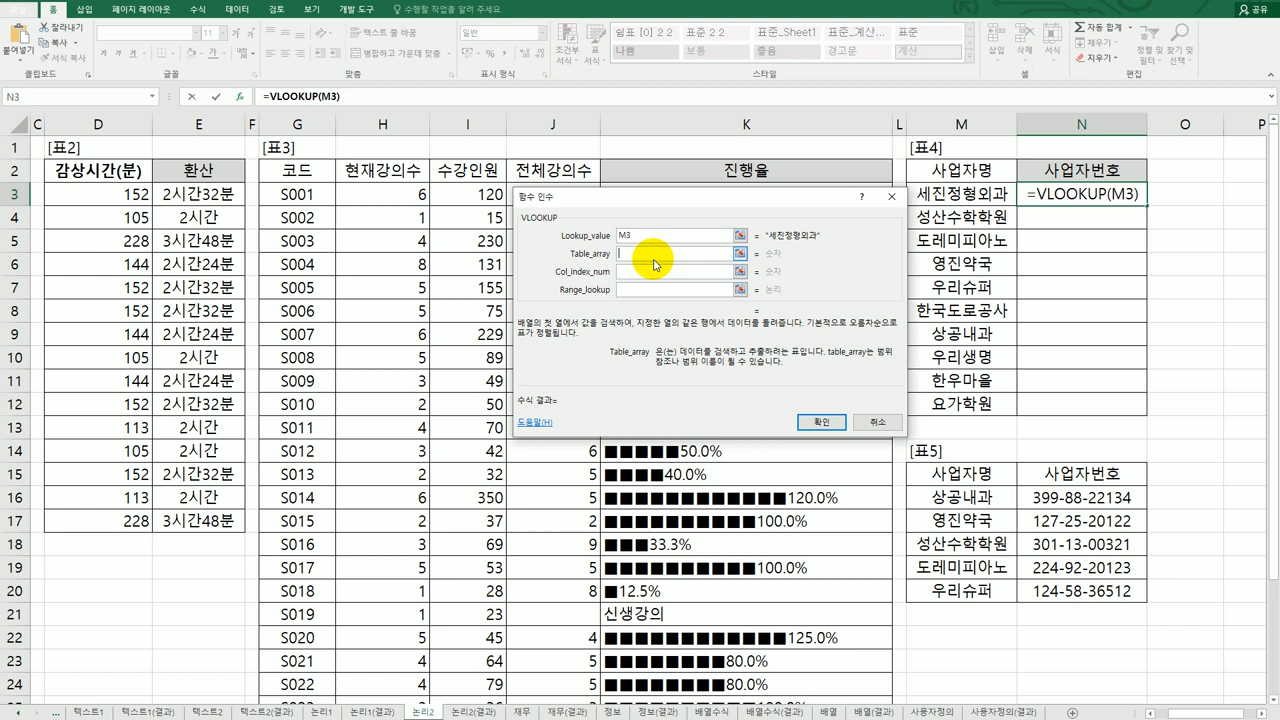 파일 홈 삽입 페이지 레이아웃 수식 데이터 검토 보기 개발 도구 수행할 작업을 알려 주세요. 공유
붙여넣기 잘라내기 복사 서식 복사 클립보드
11 가 가 가 가 가 글꼴
텍스트 줄 바꿈 병합하고 가운데 맞춤 맞춤
일반 % 표시 형식
조건부 서식 표 서식
쉼표 [0] 2 2 표준 2 2 표준_Sheet1 표준_계산... 표준
나쁨 보통 좋음 경고문 계산
스타일
삽입 삭제 서식 셀
자동 합계 채우기 지우기 정렬 및 필터 찾기 및 선택 편집
N3 fx =VLOOKUP(M3)
C D E F G H I J K L M N O P
1 [표2] [표3] [표4]
2 감상시간(분) 환산 코드 현재강의수 수강인원 전체강의수 진행율 사업자명 사업자번호
3 152 2시간32분 S001 6 120 세진정형외과 =VLOOKUP(M3)
4 105 2시간 S002 1 15 성산수학학원
5 228 3시간48분 S003 4 230 도레미피아노
6 144 2시간24분 S004 8 131 영진약국
7 152 2시간32분 S005 5 155 우리슈퍼
8 152 2시간32분 S006 5 75 한국도로공사
9 144 2시간24분 S007 6 229 상공내과
10 105 2시간 S008 5 89 우리생명
11 144 2시간24분 S009 3 49 한우마을
12 152 2시간32분 S010 2 50 요가학원
13 113 2시간 S011 4 70
14 105 2시간 S012 3 42 6 ■■■■■50.0% [표5]
15 152 2시간32분 S013 2 32 5 ■■■■40.0% 사업자명 사업자번호
16 113 2시간 S014 6 350 5 ■■■■■■■■■■■■120.0% 상공내과 399-88-22134
17 228 3시간48분 S015 2 37 2 ■■■■■■■■■■100.0% 영진약국 127-25-20122
18 S016 3 69 9 ■■■33.3% 성산수학학원 301-13-00321
19 S017 5 53 5 ■■■■■■■■■■100.0% 도레미피아노 224-92-20123
20 S018 1 28 8 ■12.5% 우리슈퍼 124-58-36512
21 S019 1 23 신생강의
22 S020 5 45 4 ■■■■■■■■■■■■125.0%
23 S021 4 64 5 ■■■■■■■■80.0%
24 S022 4 79 5 ■■■■■■■■80.0%
함수 인수 ?
VLOOKUP
Lookup_value M3 = "세진정형외과"
Table_array = 숫자
Col_index_num = 숫자
Range_lookup = 논리
=
배열의 첫 열에서 값을 검색하여, 지정한 열의 같은 행에서 데이터를 돌려줍니다. 기본적으로 오름차순으로
표가 정렬됩니다.
Table_array 은(는) 데이터를 검색하고 추출하려는 표입니다. table_array는 범위
참조나 범위 이름이 될 수 있습니다.
수식 결과=
도움말(H) 확인 취소
... 텍스트1 텍스트1(결과) 텍스트2 텍스트2(결과) 논리1 논리1(결과) 논리2 논리2(결과) 재무 재무(결과) 정보 정보(결과) 배열수식 배열수식(결과) 배열 배열(결과) 사용자정의 사용자정의(결과)